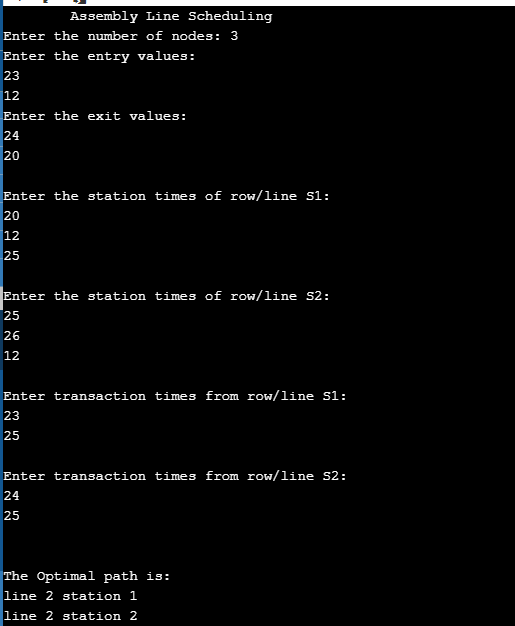 Assembly Line Scheduling
Enter the number of nodes: 3
Enter the entry values:
23
12
Enter the exit values:
24
20
Enter the station times of row/line S1:
20
12
25
Enter the station times of row/line S2:
25
26
12
Enter transaction times from row/line S1:
23
25
Enter transaction times from row/line S2:
24
25
The Optimal path is:
line 2 station 1
line 2 station 2